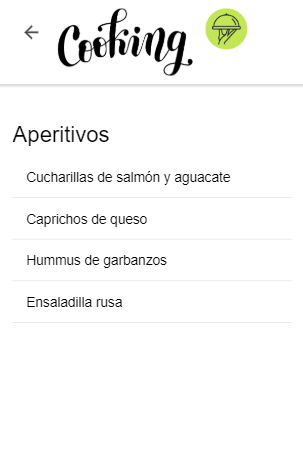 Cooking
Aperitivos
Cucharillas de salmón y aguacate
Caprichos de queso
Hummus de garbanzos
Ensaladilla rusa